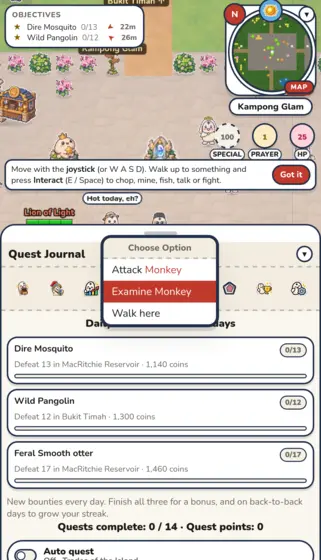 Bukit Timah
OBJECTIVES
★ Dire Mosquito 0/13 22m
★ Wild Pangolin 0/12 26m
Kampong Glam
N
MAP
Kampong Glam
100
1
25
SPECIAL
PRAYER
HP
Move with the joystick (or W A S D). Walk up to something and
press Interact (E / Space) to chop, mine, fish, talk or fight.
Got it
Hot today, eh?
Lion of Light
Choose Option
Attack Monkey
Examine Monkey
Walk here
Quest Journal
days
Dire Mosquito
0/13
Defeat 13 in MacRitchie Reservoir · 1,140 coins
Wild Pangolin
0/12
Defeat 12 in Bukit Timah · 1,300 coins
Feral Smooth otter
0/17
Defeat 17 in MacRitchie Reservoir · 1,460 coins
New bounties every day. Finish all three for a bonus, and on back-to-back
days to grow your streak.
Quests complete: 0 / 14 · Quest points: 0
Auto quest